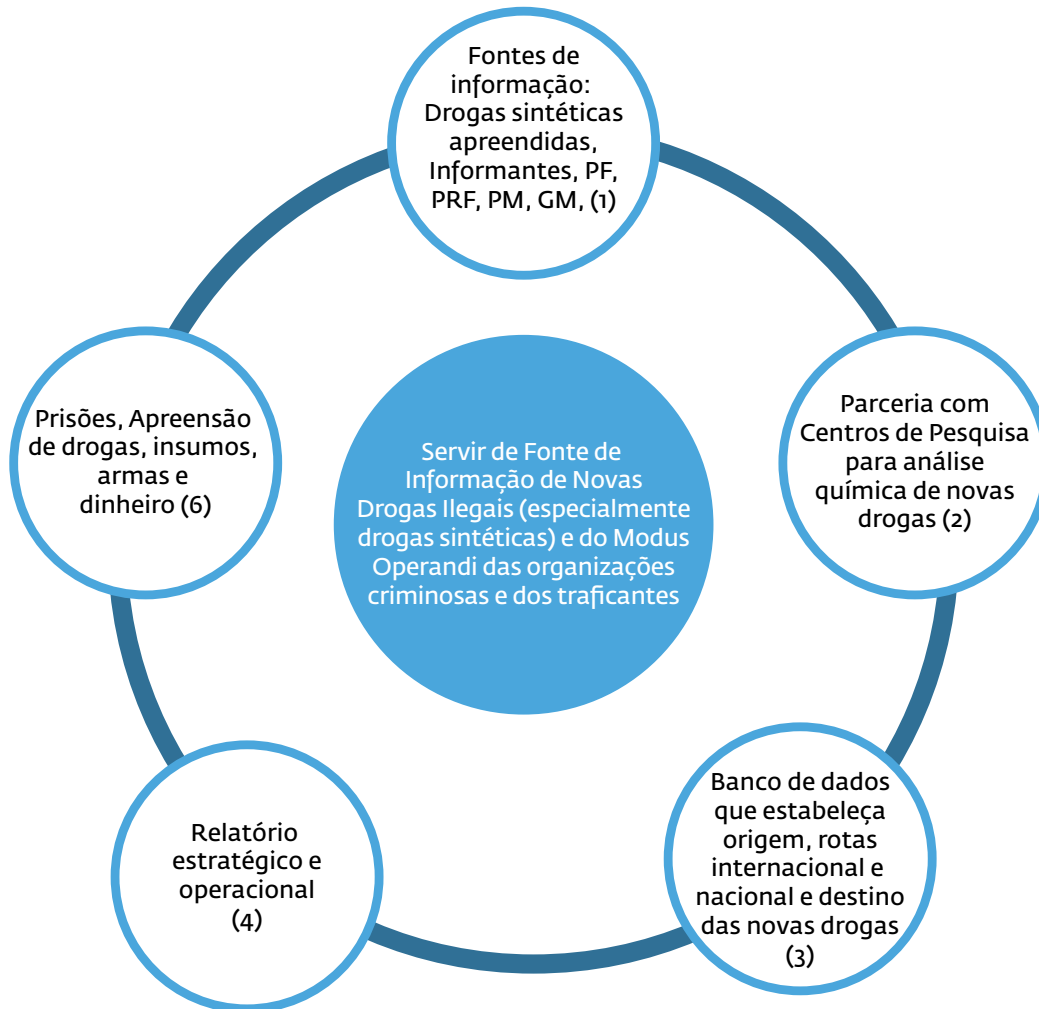 Fontes de
informação:
Drogas sintéticas
apreendidas,
Informantes, PF,
PRF, PM, GM, (1)
Parceria com
Centros de Pesquisa
para análise
química de novas
drogas (2)
Banco de dados
que estabeleça
origem, rotas
internacional e
nacional e destino
das novas drogas
(3)
Relatório
estratégico e
operacional
(4)
Prisões, Apreensão
de drogas, insumos,
armas e
dinheiro (6)
Servir de Fonte de
Informação de Novas
Drogas Ilegais (especialmente
drogas sintéticas) e do Modus
Operandi das organizações
criminosas e dos traficantes